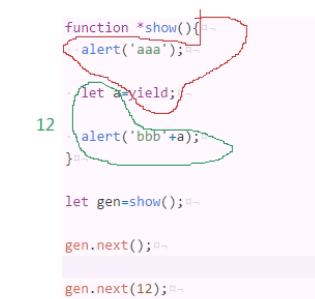 function *show(){
alert('aaa');
let a=yield;
12
alert('bbb'+a);
}
let gen=show();
gen.next();
gen.next(12);